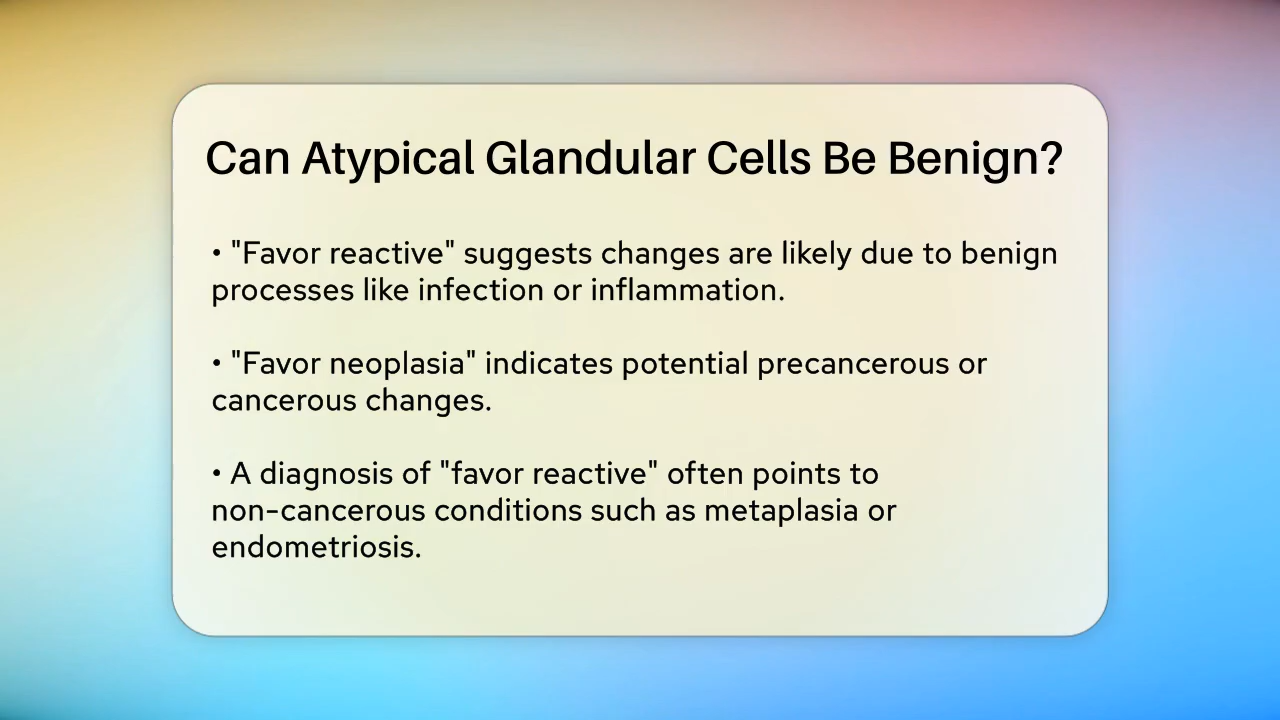 Can Atypical Glandular Cells Be Benign?
• "Favor reactive" suggests changes are likely due to benign
processes like infection or inflammation.
• "Favor neoplasia" indicates potential precancerous or
cancerous changes.
• A diagnosis of "favor reactive" often points to
non-cancerous conditions such as metaplasia or
endometriosis.